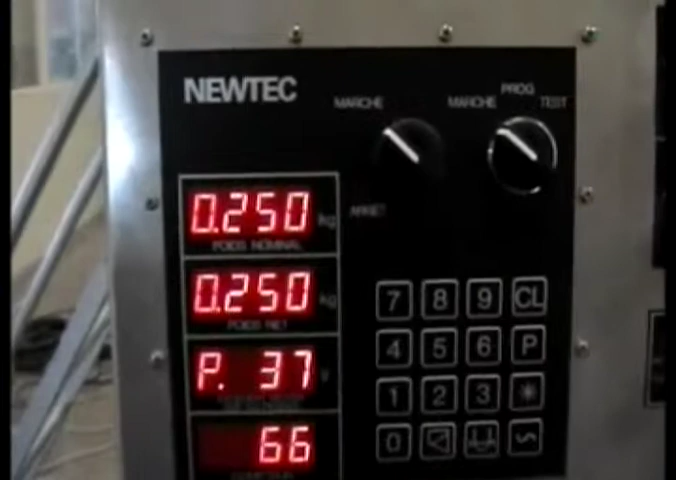 NEWTEC
PROG
MARCHE MARCHE TEST
0.250 kg
POIDS NOMINAL
ARRET
0.250 kg
POIDS NET
7 8 9 CL
4 5 6 P
P. 37
1 2 3 *
66
0